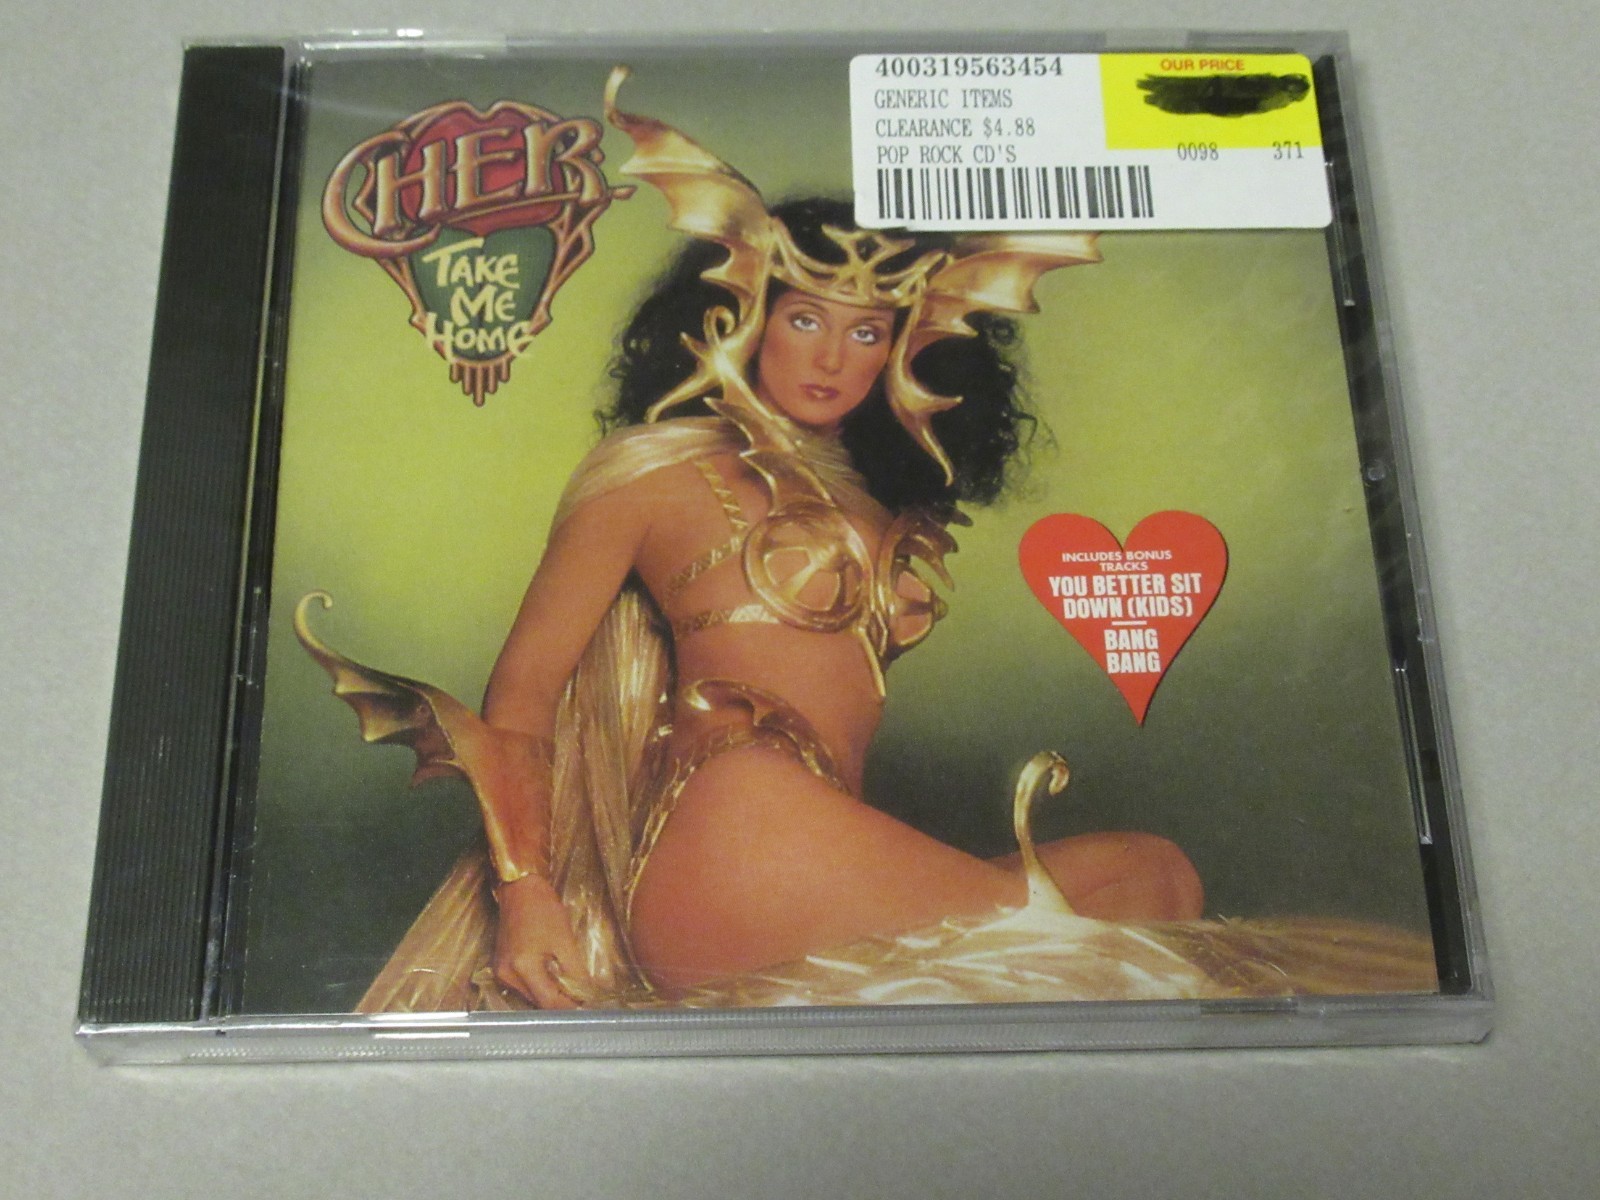 CHER
TAKE
ME
HOME
400319563454
GENERIC ITEMS
CLEARANCE $4.88
POP ROCK CD'S
OUR PRICE
0098 371
INCLUDES BONUS
TRACKS
YOU BETTER SIT
DOWN (KIDS)
BANG
BANG